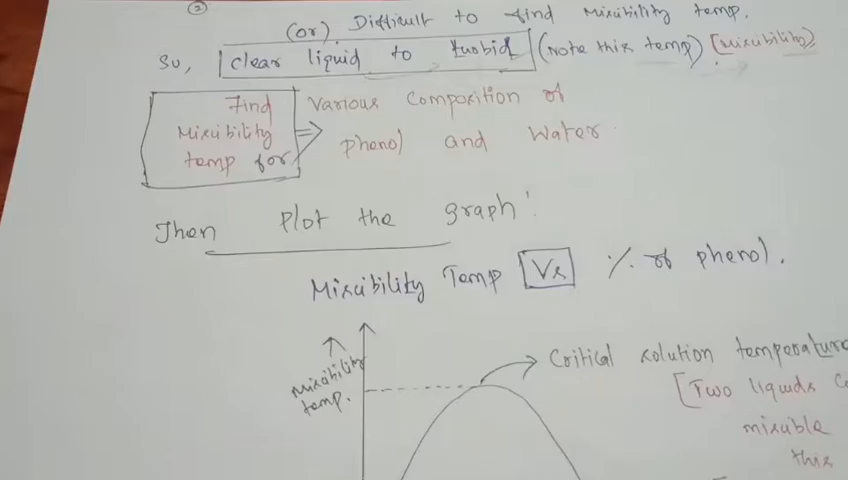 2
(or). Difficult to find miscibility temp.
So, clear liquid to turbid (note this temp) [miscibility]
Find Miscibility temp for
Various Composition of
phenol and Water
Then Plot the graph:
Miscibility Temp Vs % of phenol.
Miscibility temp.
Critical solution temperature
[Two liquids
miscible
this